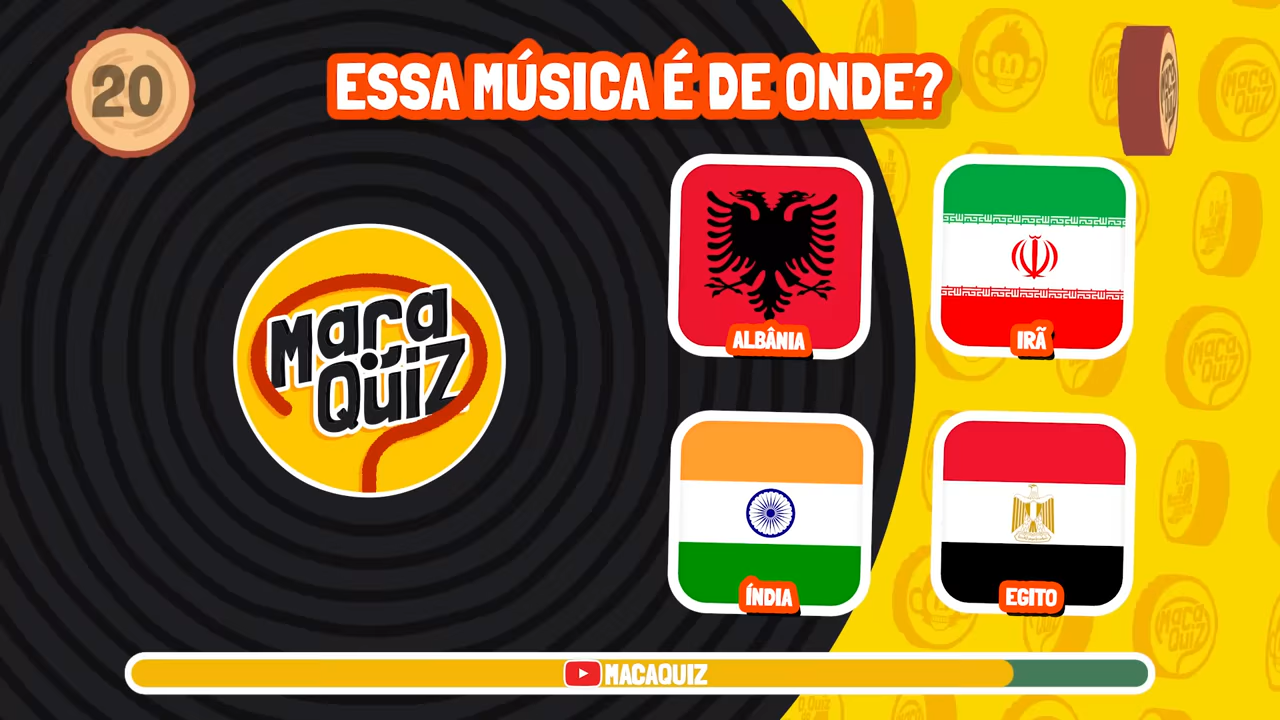 20
ESSA MÚSICA É DE ONDE?
Maca
Quiz
ALBÂNIA
IRÃ
ÍNDIA
EGITO
MACAQUIZ